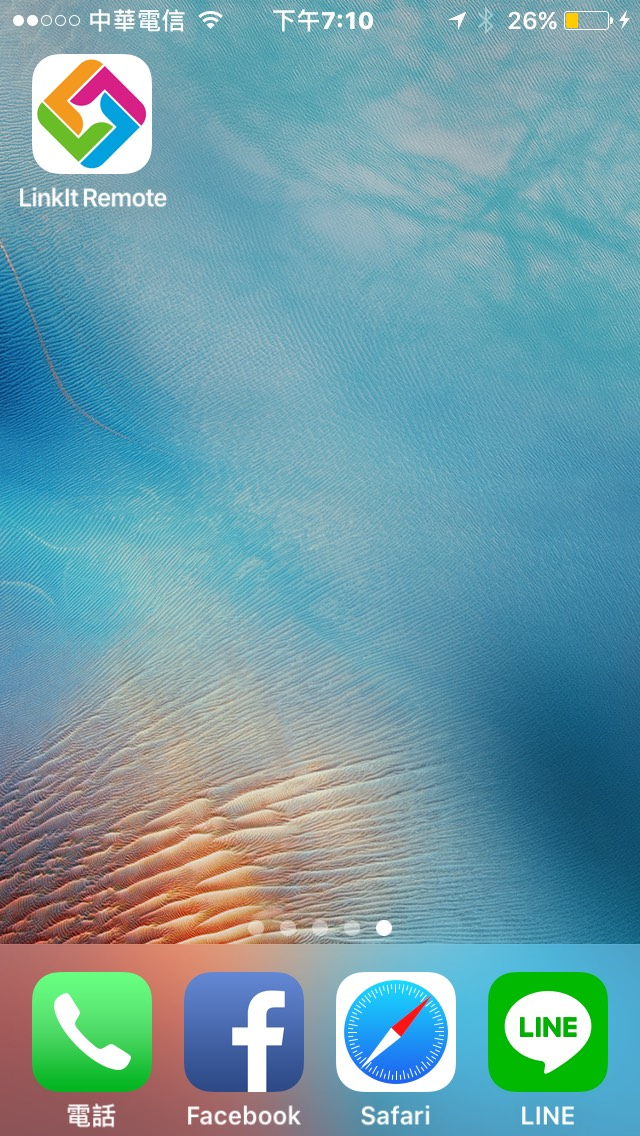 中華電信 下午7:10 26%
LinkIt Remote
LINE
電話 Facebook Safari LINE